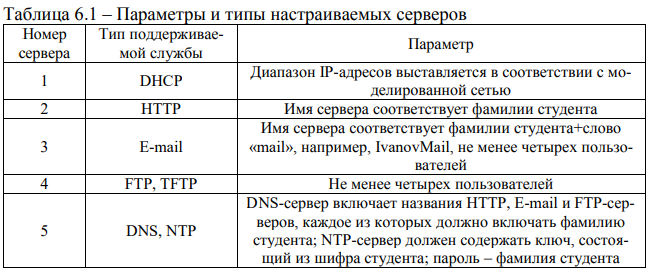 Таблица 6.1 – Параметры и типы настраиваемых серверов
Номер сервера
Тип поддерживае-
мой службы
Параметр
1
DHCP
Диапазон IP-адресов выставляется в соответствии с мо-
делированной сетью
2
HTTP
Имя сервера соответствует фамилии студента
3
E-mail
Имя сервера соответствует фамилии студента+слово
«mail», например, IvanovMail, не менее четырех пользо-
вателей
4
FTP, TFTP
Не менее четырех пользователей
5
DNS, NTP
DNS-сервер включает названия HTTP, E-mail и FTP-сер-
веров, каждое из которых должно включать фамилию
студента; NTP-сервер должен содержать ключ, состоя-
щий из шифра студента; пароль – фамилия студента